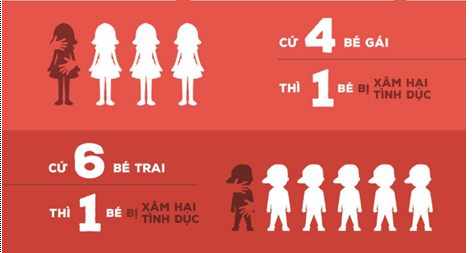 CỨ 4 BÉ GÁI
THÌ 1 BÉ BỊ XÂM HẠI
TÌNH DỤC
CỨ 6 BÉ TRAI
THÌ 1 BÉ BỊ XÂM HẠI
TÌNH DỤC